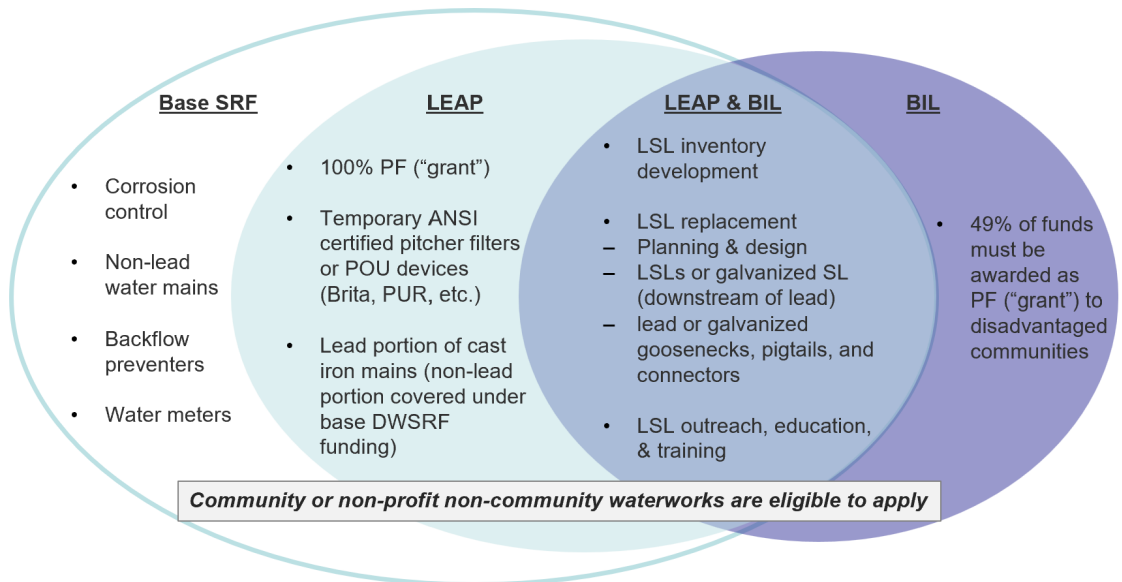 Base SRF
• Corrosion
control
• Non-lead
water mains
• Backflow
preventers
• Water meters
LEAP
• 100% PF (“grant”)
• Temporary ANSI
certified pitcher filters
or POU devices
(Brita, PUR, etc.)
• Lead portion of cast
iron mains (non-lead
portion covered under
base DWSRF
funding)
LEAP & BIL
• LSL inventory
development
• LSL replacement
– Planning & design
– LSLs or galvanized SL
(downstream of lead)
– lead or galvanized
goosenecks, pigtails, and
connectors
• LSL outreach, education,
& training
BIL
• 49% of funds
must be
awarded as
PF (“grant”) to
disadvantaged
communities
Community or non-profit non-community waterworks are eligible to apply